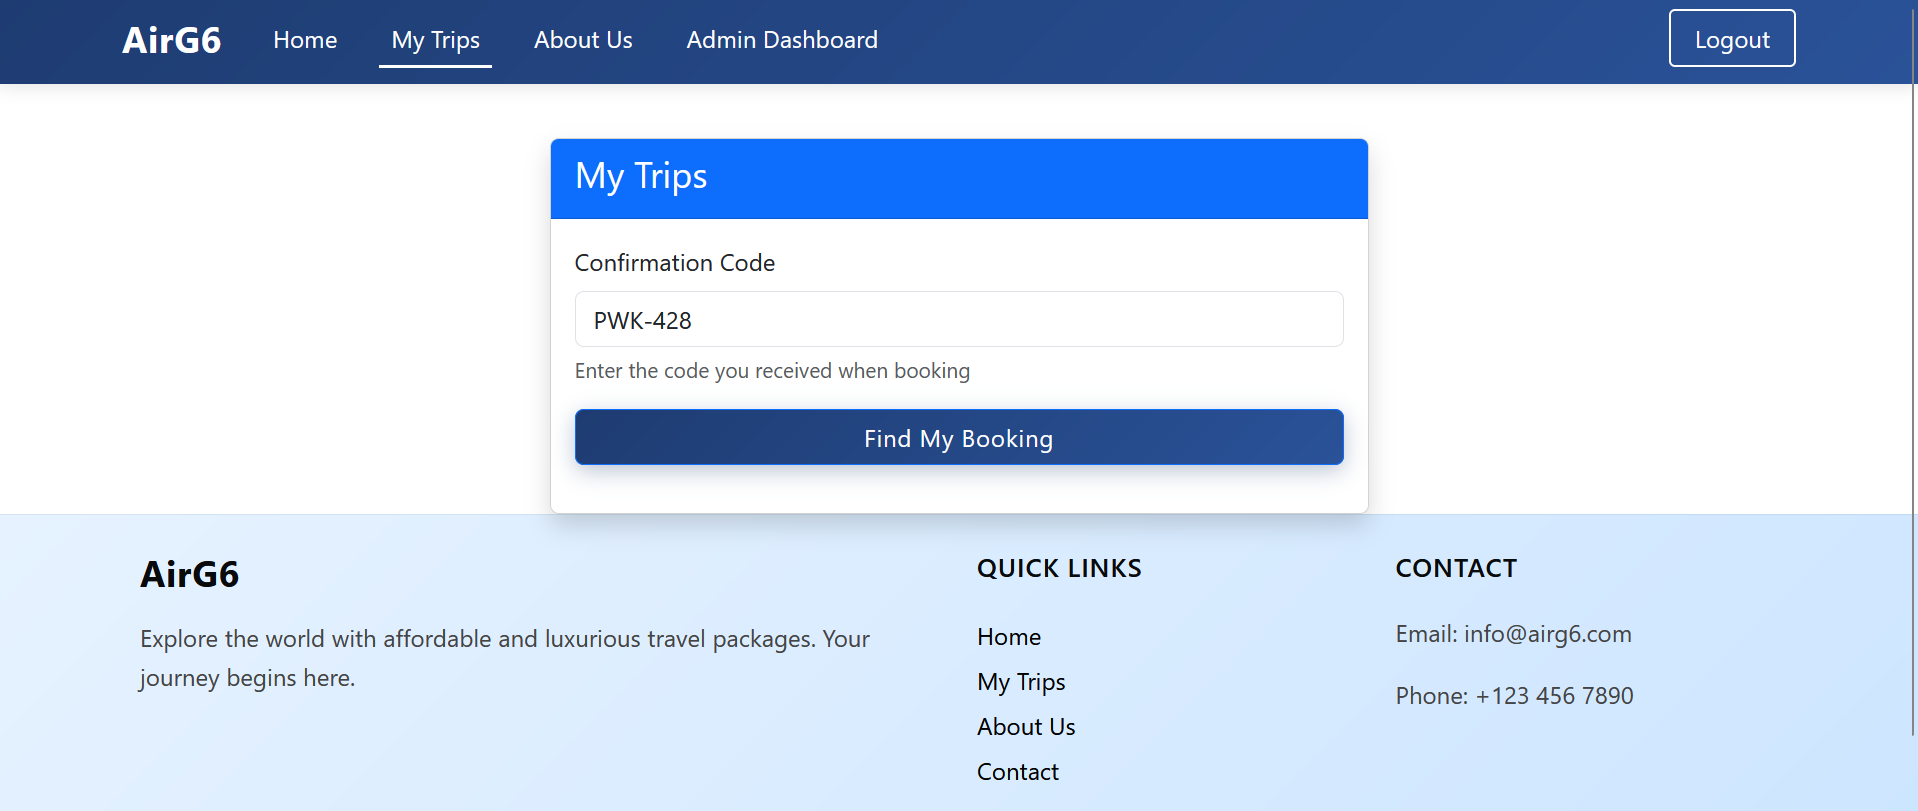 AirG6 Home My Trips About Us Admin Dashboard Logout
My Trips
Confirmation Code
PWK-428
Enter the code you received when booking
Find My Booking
AirG6
Explore the world with affordable and luxurious travel packages. Your
journey begins here.
QUICK LINKS
Home
My Trips
About Us
Contact
CONTACT
Email: info@airg6.com
Phone: +123 456 7890